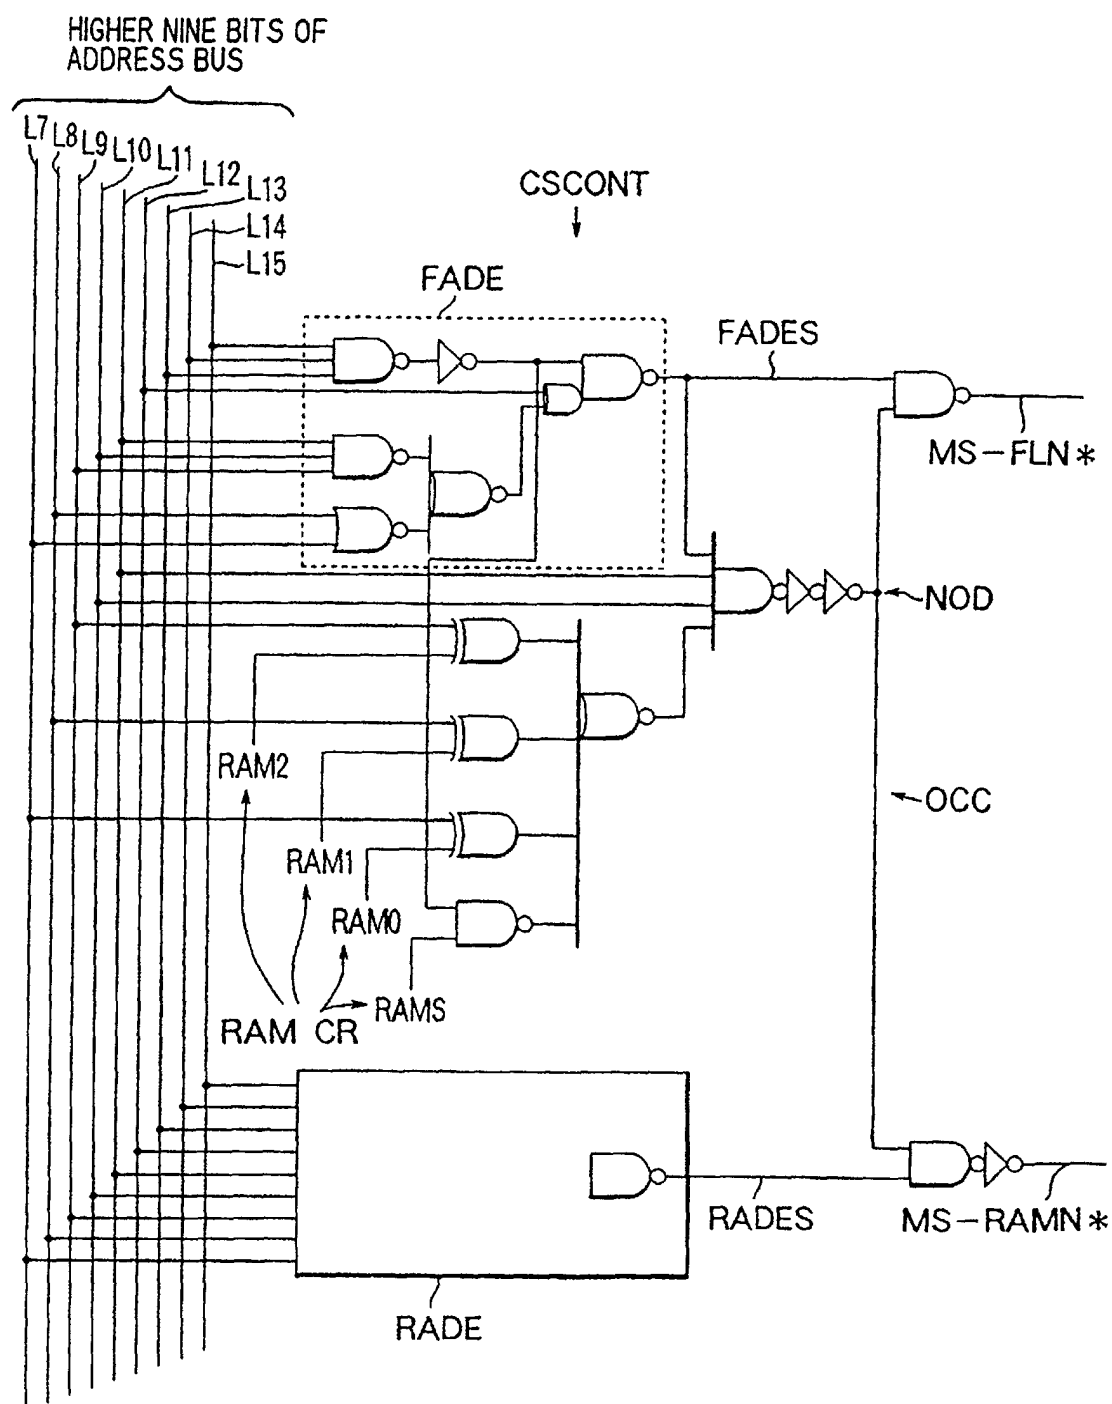 HIGHER NINE BITS OF
ADDRESS BUS
L7
L8
L9
L10
L11
L12
L13
L14
L15
CSCONT
FADE
FADES
MS-FLN*
NOD
OCC
RAM2
RAM1
RAM0
RAMS
RAM CR
RADES
MS-RAMN*
RADE